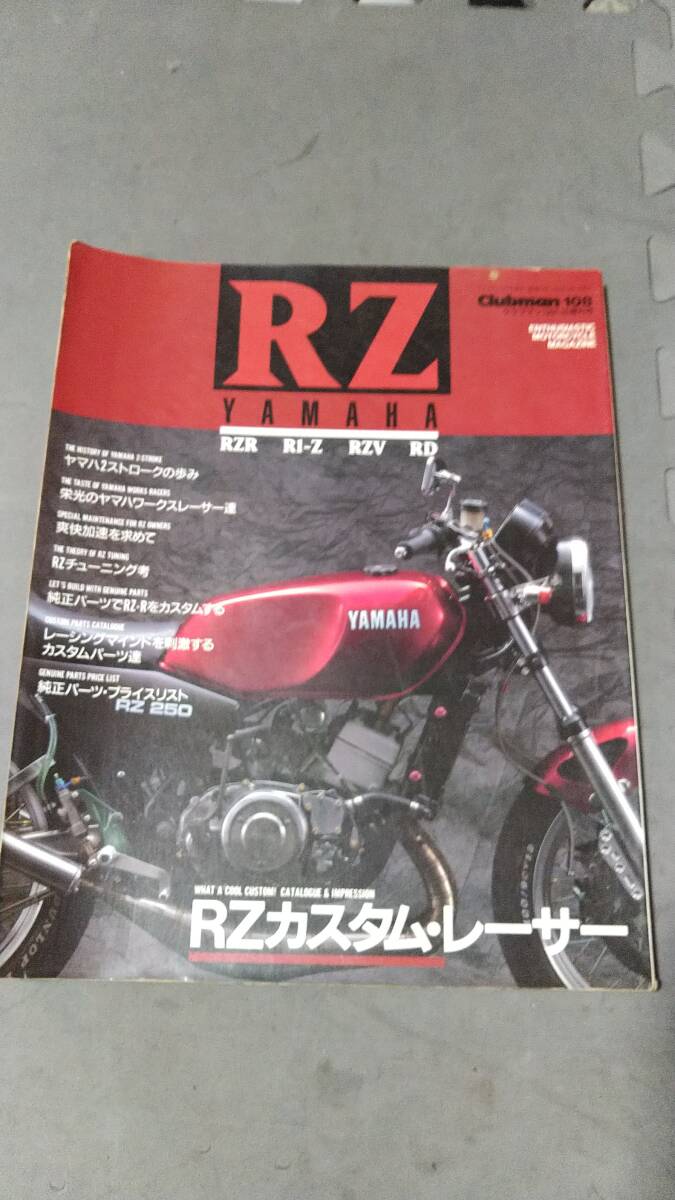 RZ
YAMAHA
RZR R1-Z RZV RD
Clubman 108
ENTHUSIASTIC
MOTORCYCLE
MAGAZINE
THE HISTORY OF YAMAHA 2 STROKE
ヤマハ2ストロークの歩み
THE TASTE OF YAMAHA WORKS RACERS
栄光のヤマハワークスレーサー達
SPECIAL MAINTENANCE FOR RZ OWNERS
爽快加速を求めて
THE THEORY OF RZ TUNING
RZチューニング考
LET'S BUILD WITH GENUINE PARTS
純正パーツでRZ-Rをカスタムする
CUSTOM PARTS CATALOGUE
レーシングマインドを刺激する
カスタムパーツ達
GENUINE PARTS PRICE LIST
純正パーツ・プライスリスト
RZ 250
YAMAHA
WHAT A COOL CUSTOM! CATALOGUE & IMPRESSION
RZカスタム・レーサー
DUNLOP